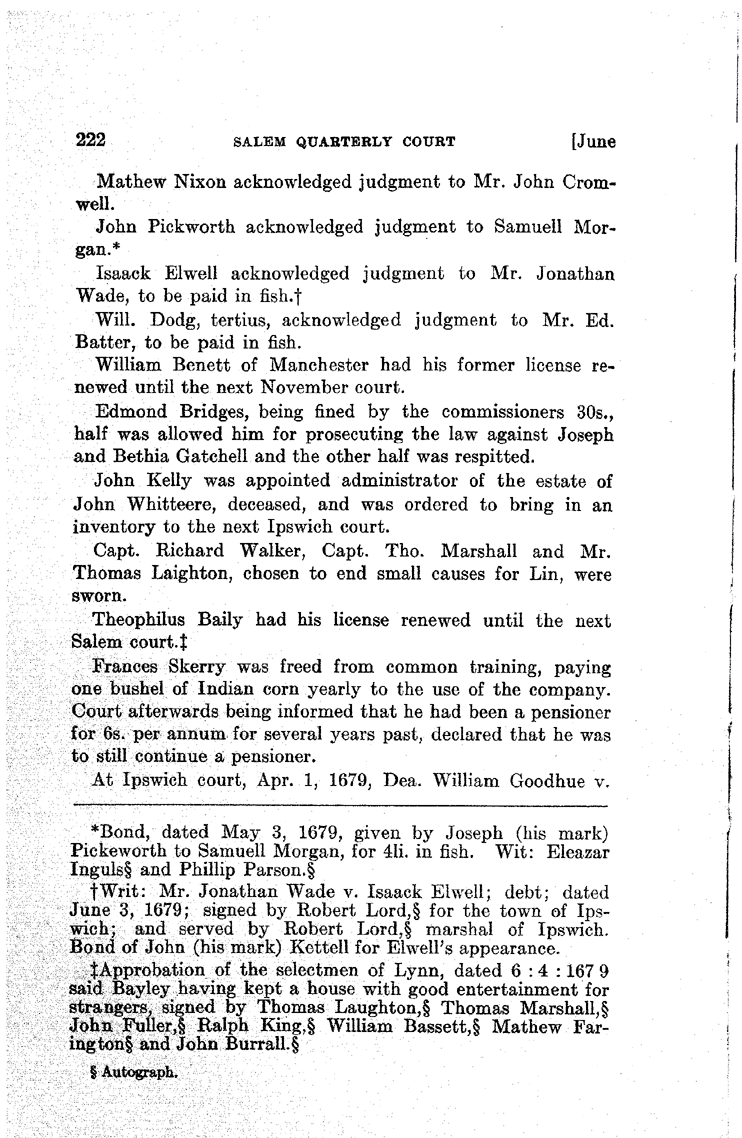 222 SALEM QUARTERLY COURT [June
Mathew Nixon acknowledged judgment to Mr. John Crom-
well.
John Pickworth acknowledged judgment to Samuell Mor-
gan.*
Isaack Elwell acknowledged judgment to Mr. Jonathan
Wade, to be paid in fish.†
Will. Dodg, tertius, acknowledged judgment to Mr. Ed.
Batter, to be paid in fish.
William Benett of Manchester had his former license re-
newed until the next November court.
Edmond Bridges, being fined by the commissioners 30s.,
half was allowed him for prosecuting the law against Joseph
and Bethia Gatchell and the other half was respitted.
John Kelly was appointed administrator of the estate of
John Whitteere, deceased, and was ordered to bring in an
inventory to the next Ipswich court.
Capt. Richard Walker, Capt. Tho. Marshall and Mr.
Thomas Laighton, chosen to end small causes for Lin, were
sworn.
Theophilus Baily had his license renewed until the next
Salem court.‡
Frances Skerry was freed from common training, paying
one bushel of Indian corn yearly to the use of the company.
Court afterwards being informed that he had been a pensioner
for 6s. per annum for several years past, declared that he was
to still continue a pensioner.
At Ipswich court, Apr. 1, 1679, Dea. William Goodhue v.
*Bond, dated May 3, 1679, given by Joseph (his mark)
Pickeworth to Samuell Morgan, for 4li. in fish. Wit: Eleazar
Inguls§ and Phillip Parson.§
†Writ: Mr. Jonathan Wade v. Isaack Elwell; debt; dated
June 3, 1679; signed by Robert Lord,§ for the town of Ips-
wich; and served by Robert Lord,§ marshal of Ipswich.
Bond of John (his mark) Kettell for Elwell's appearance.
‡Approbation of the selectmen of Lynn, dated 6 : 4 : 167 9
said Bayley having kept a house with good entertainment for
strangers, signed by Thomas Laughton,§ Thomas Marshall,§
John Fuller,§ Ralph King,§ William Bassett,§ Mathew Far-
ington§ and John Burrall.§
§ Autograph.